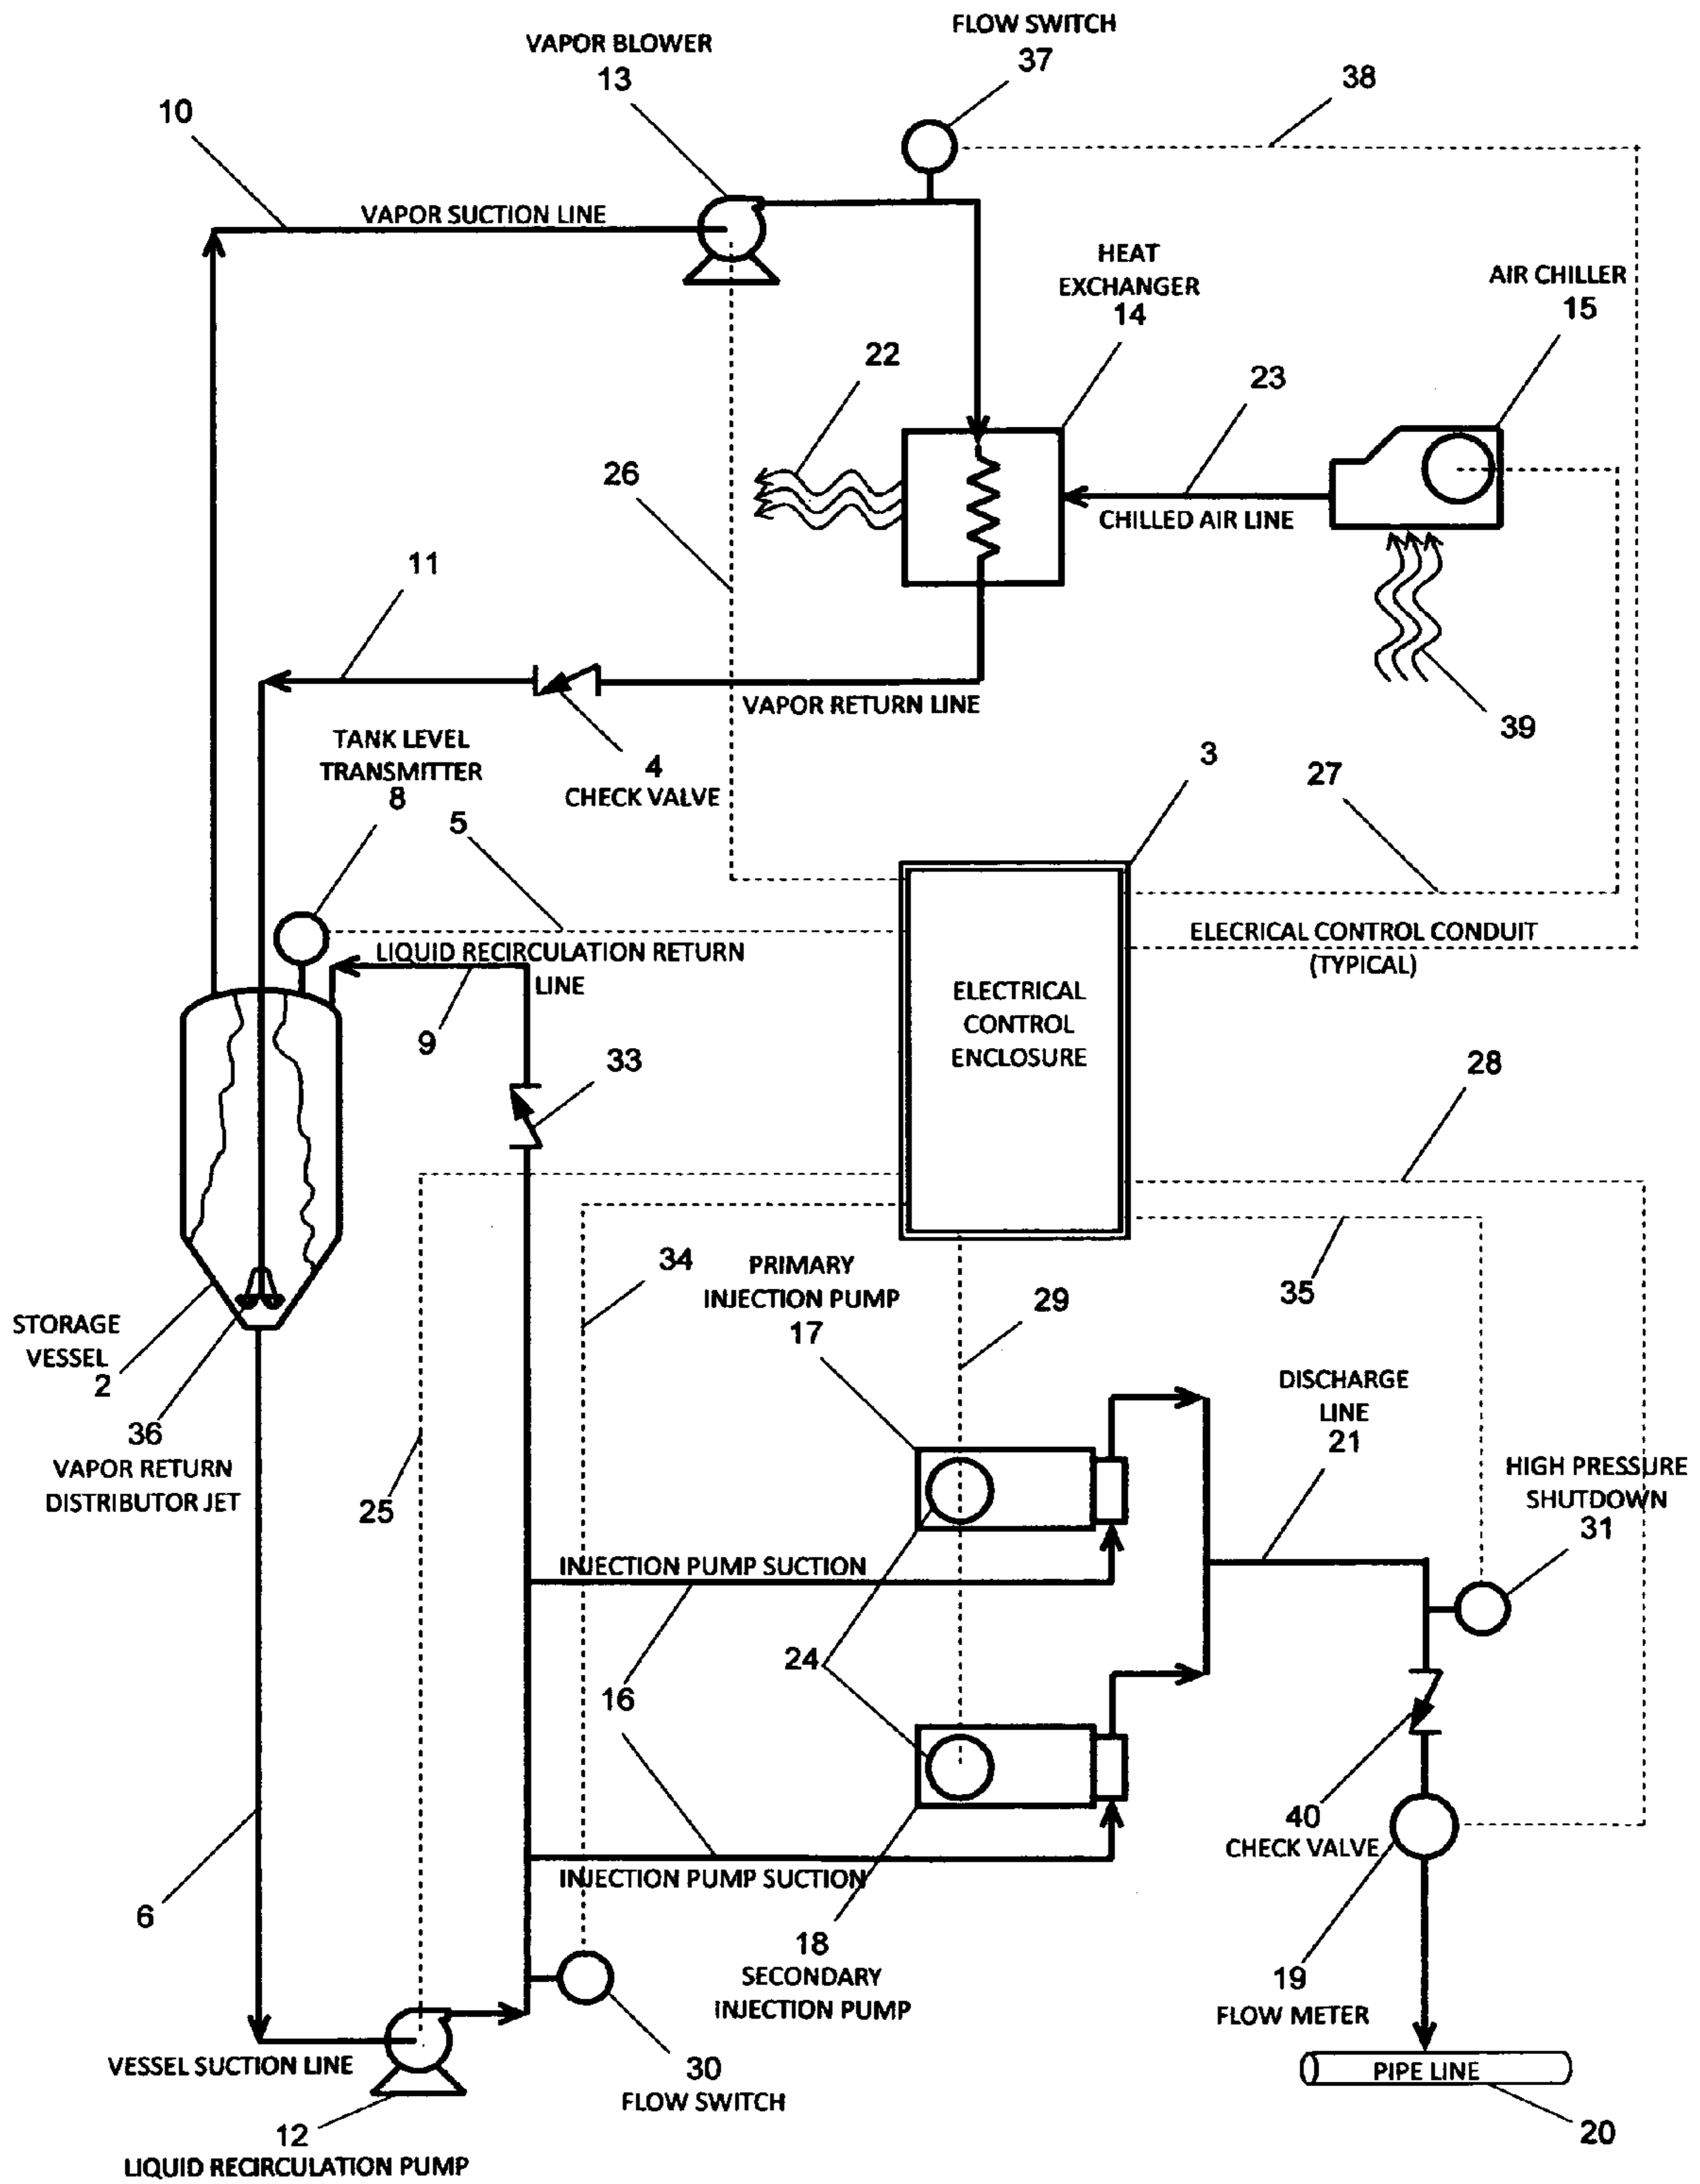 FLOW SWITCH
37
VAPOR BLOWER
13
38
10
VAPOR SUCTION LINE
HEAT
EXCHANGER
14
AIR CHILLER
15
22
23
26
CHILLED AIR LINE
11
VAPOR RETURN LINE
39
TANK LEVEL
TRANSMITTER
8
4
CHECK VALVE
3
27
5
ELECRICAL CONTROL CONDUIT
(TYPICAL)
LIQUID RECIRCULATION RETURN
LINE
9
ELECTRICAL
CONTROL
ENCLOSURE
33
28
34
PRIMARY
INJECTION PUMP
17
29
35
STORAGE
VESSEL
2
36
VAPOR RETURN
DISTRIBUTOR JET
25
DISCHARGE
LINE
21
HIGH PRESSURE
SHUTDOWN
31
INJECTION PUMP SUCTION
24
16
40
CHECK VALVE
INJECTION PUMP SUCTION
6
18
SECONDARY
INJECTION PUMP
19
FLOW METER
VESSEL SUCTION LINE
30
FLOW SWITCH
PIPE LINE
20
12
LIQUID RECIRCULATION PUMP